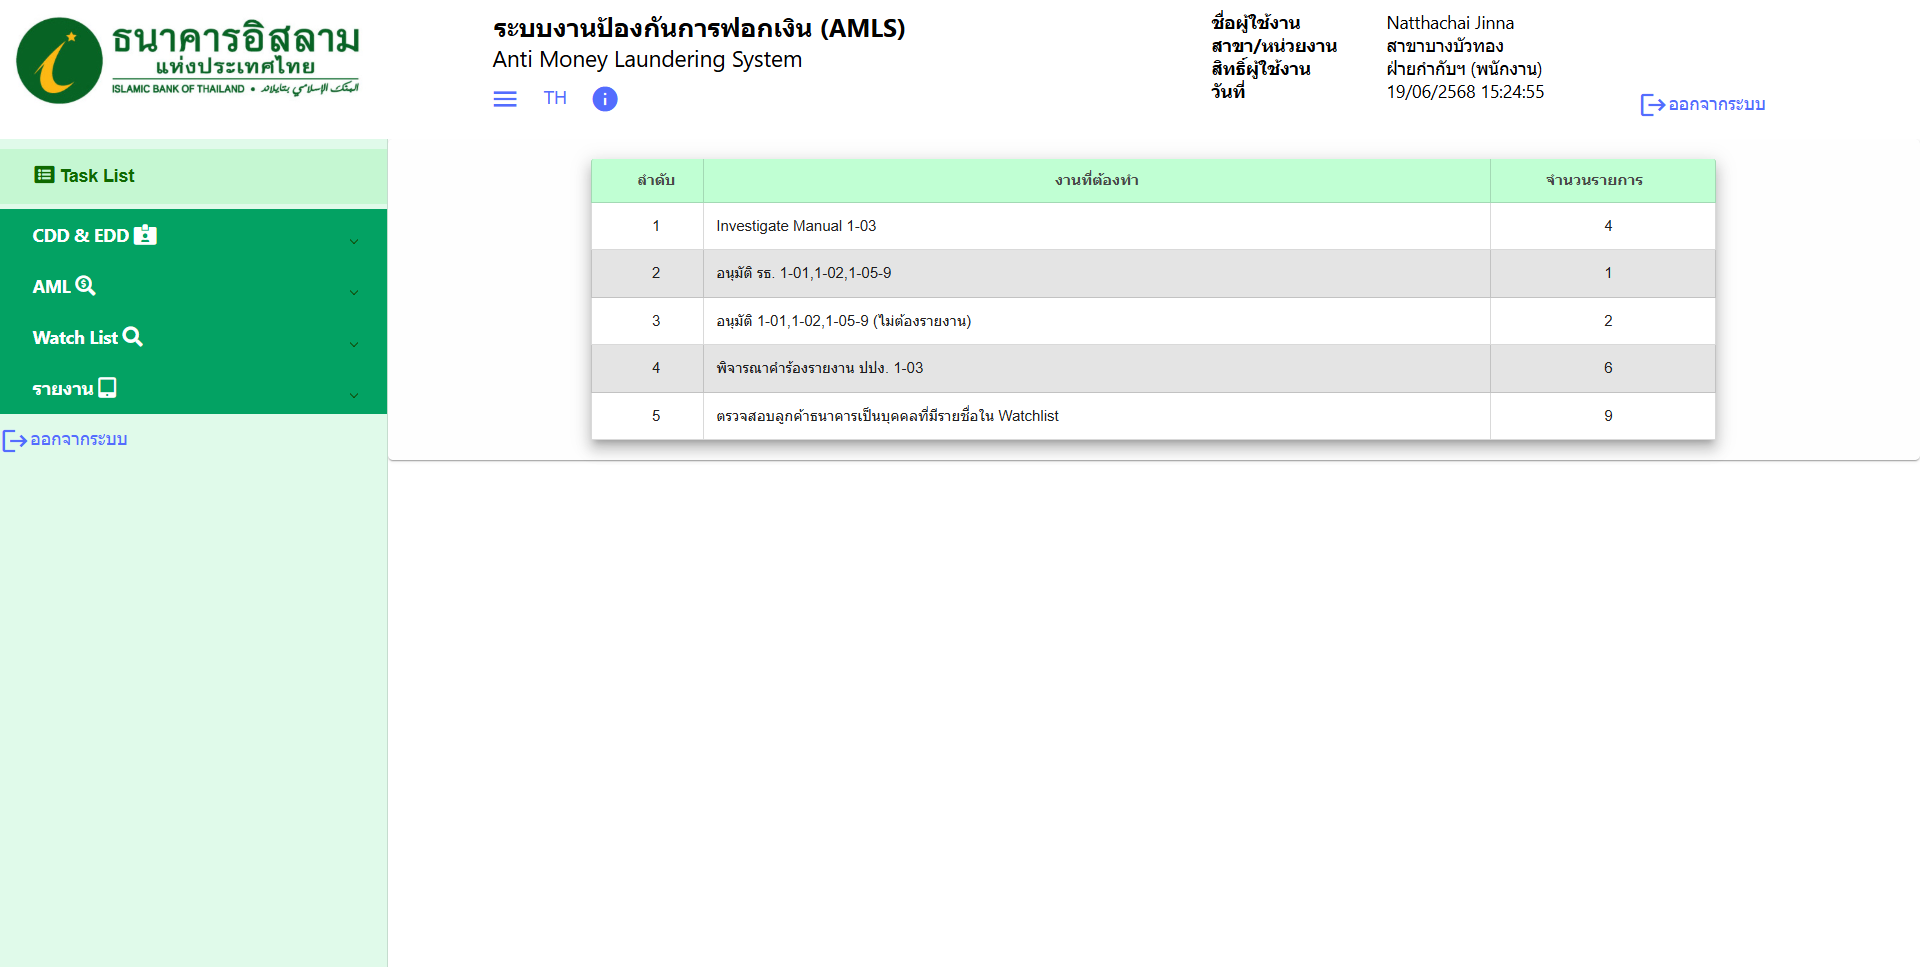 ธนาคารอิสลาม
แห่งประเทศไทย
ISLAMIC BANK OF THAILAND •
ระบบงานป้องกันการฟอกเงิน (AMLS)
Anti Money Laundering System
TH
ชื่อผู้ใช้งาน Natthachai Jinna
สาขา/หน่วยงาน สาขาบางบัวทอง
สิทธิ์ผู้ใช้งาน ฝ่ายกำกับฯ (พนักงาน)
วันที่ 19/06/2568 15:24:55
ออกจากระบบ
Task List
CDD & EDD
AML
Watch List
รายงาน
ออกจากระบบ
ลำดับ งานที่ต้องทำ จำนวนรายการ
1 Investigate Manual 1-03 4
2 อนุมัติ รธ. 1-01,1-02,1-05-9 1
3 อนุมัติ 1-01,1-02,1-05-9 (ไม่ต้องรายงาน) 2
4 พิจารณาคำร้องรายงาน ปปง. 1-03 6
5 ตรวจสอบลูกค้าธนาคารเป็นบุคคลที่มีรายชื่อใน Watchlist 9